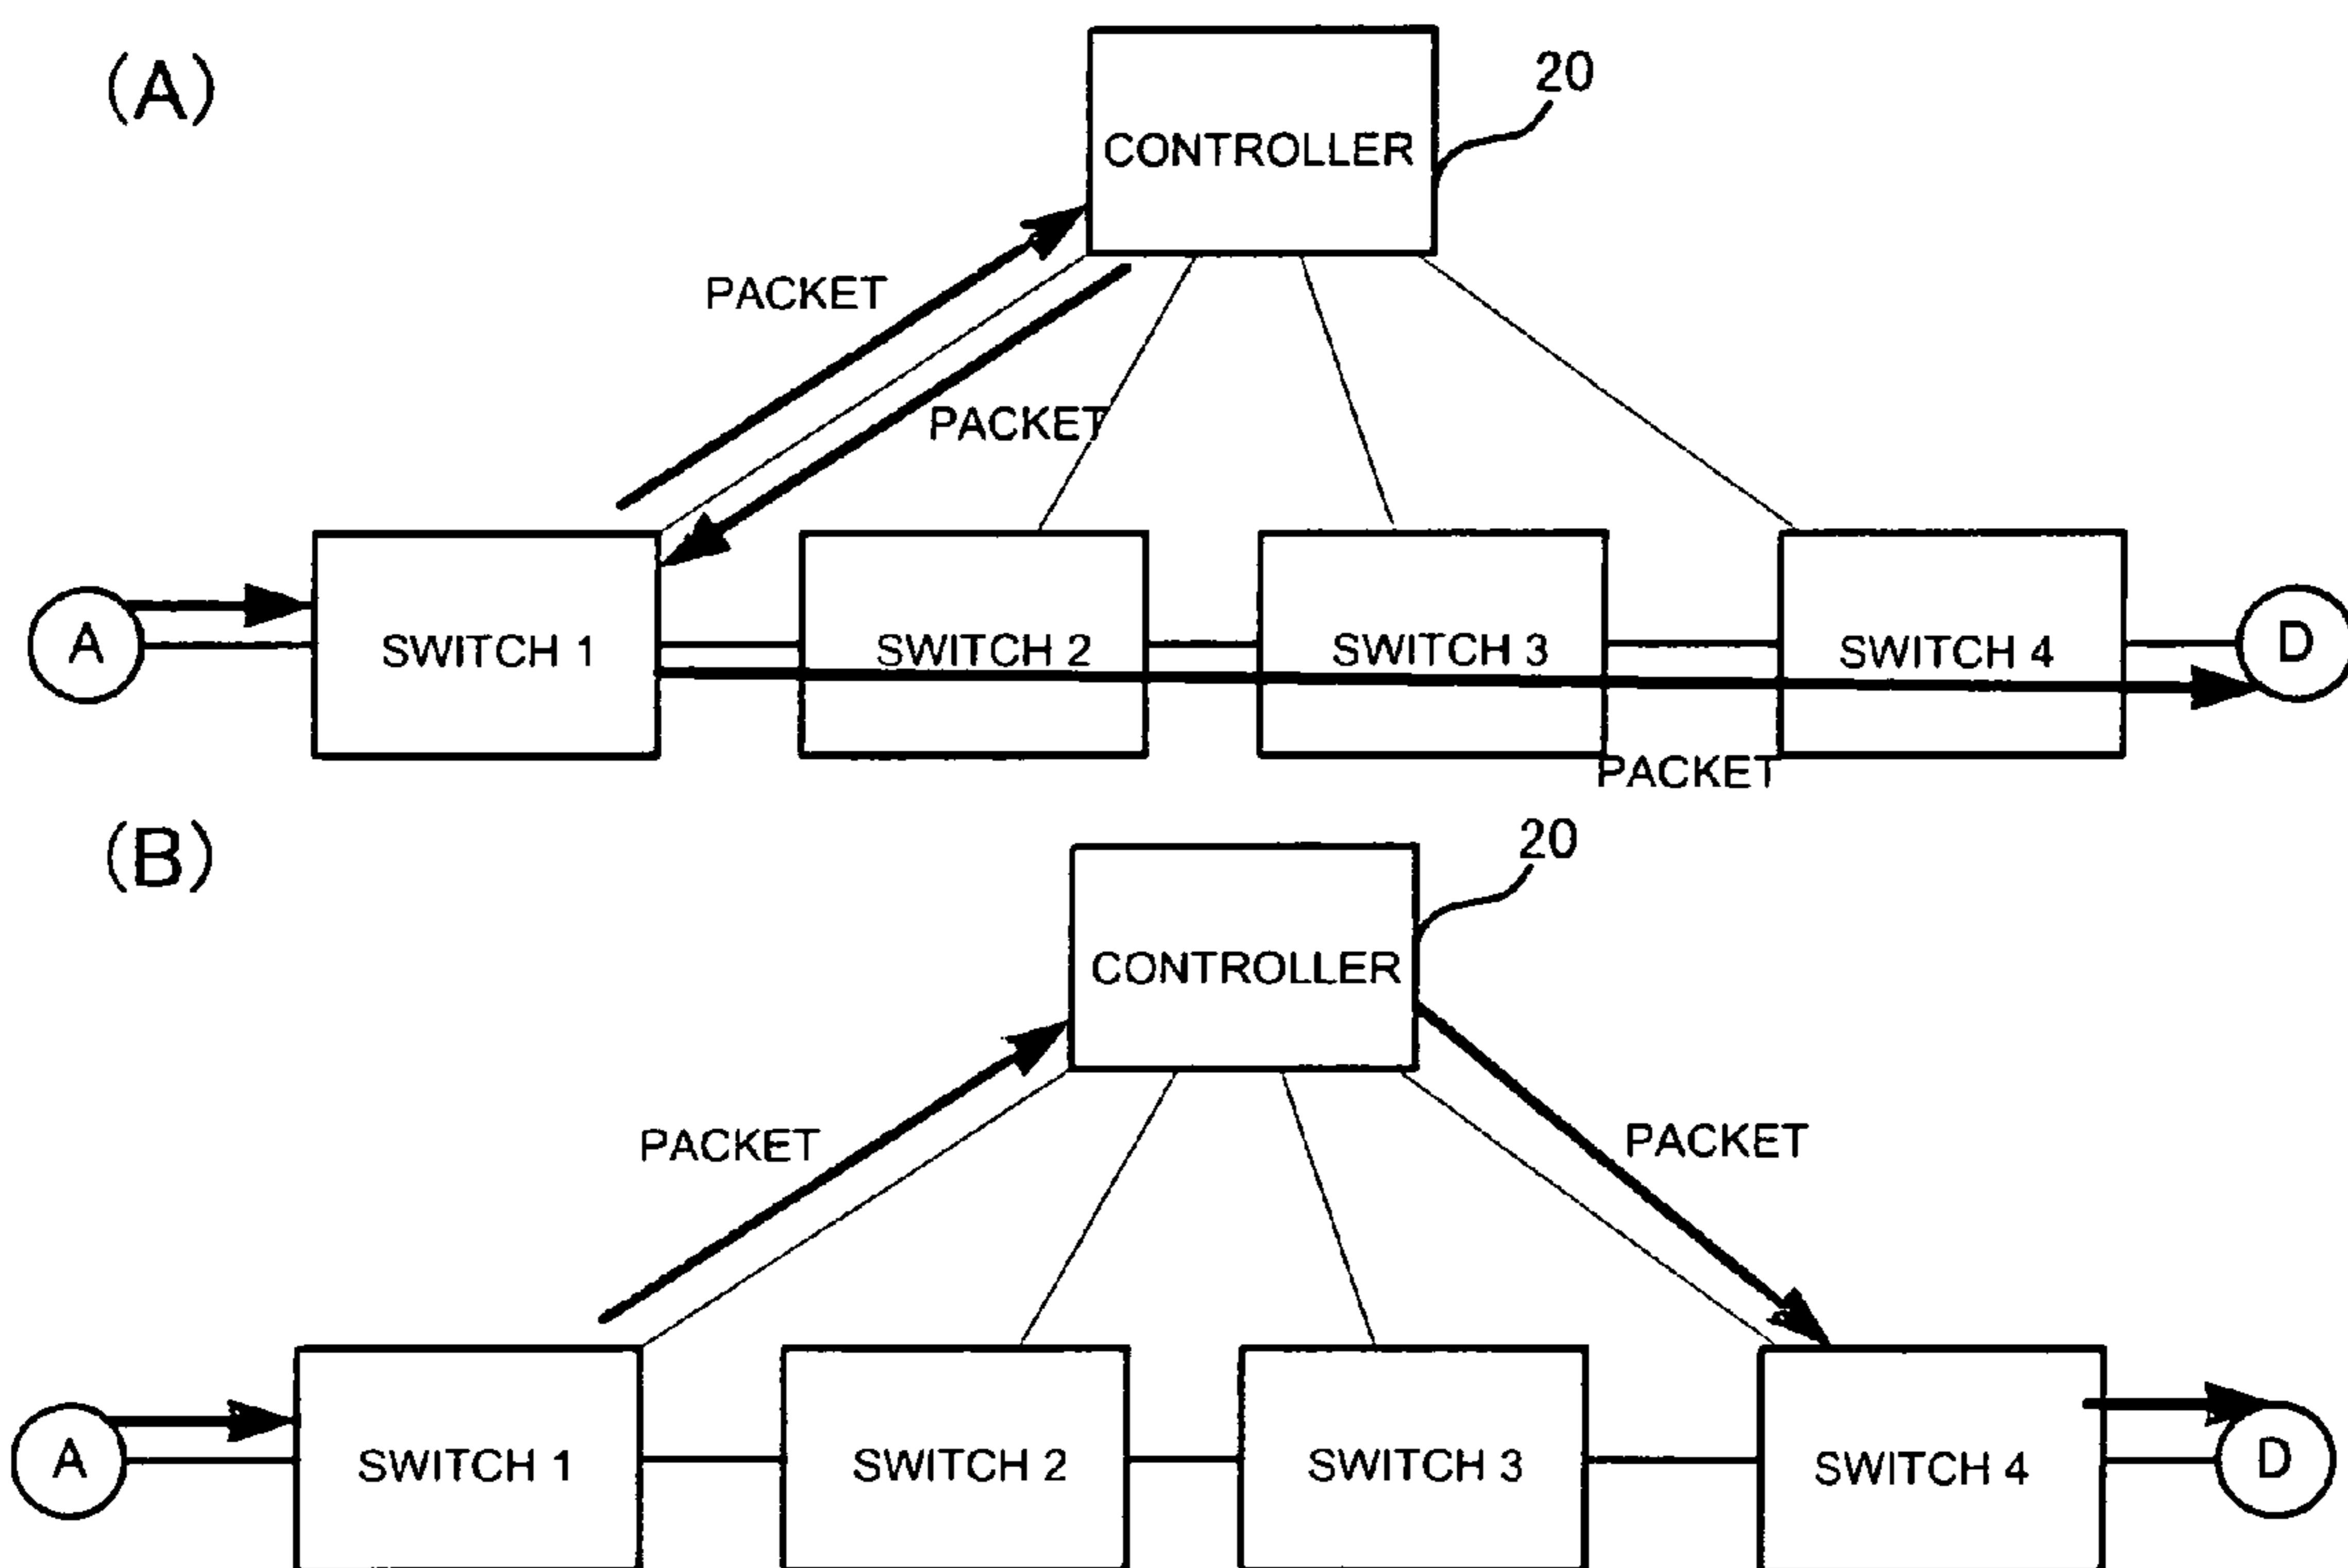 (A)
20
CONTROLLER
PACKET
PACKET
A
SWITCH 1
SWITCH 2
SWITCH 3
SWITCH 4
D
PACKET
(B)
20
CONTROLLER
PACKET
PACKET
A
SWITCH 1
SWITCH 2
SWITCH 3
SWITCH 4
D